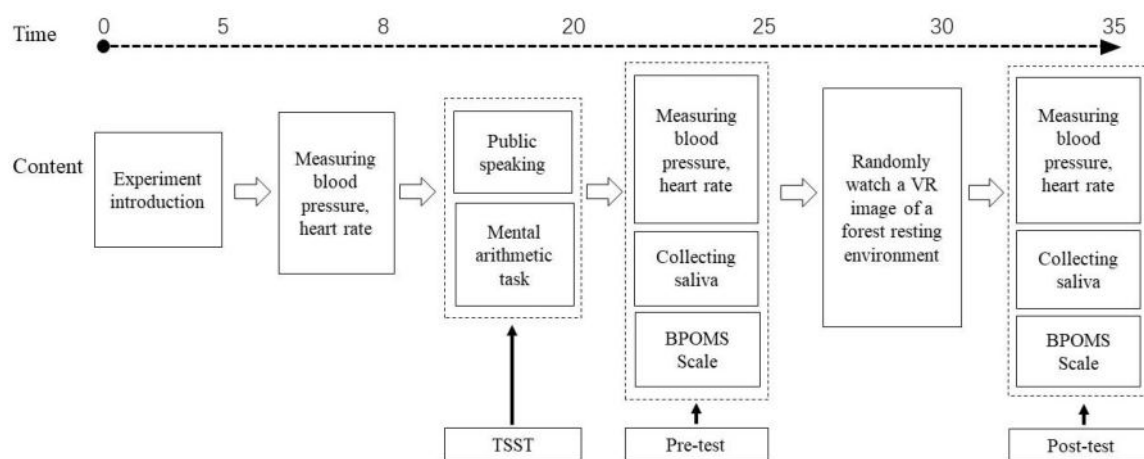 Time
0 5 8 20 25 30 35
Content
Experiment
introduction
Measuring
blood
pressure,
heart rate
Public
speaking
Mental
arithmetic
task
Measuring
blood
pressure,
heart rate
Collecting
saliva
BPOMS
Scale
Randomly
watch a VR
image of a
forest resting
environment
Measuring
blood
pressure,
heart rate
Collecting
saliva
BPOMS
Scale
TSST
Pre-test
Post-test